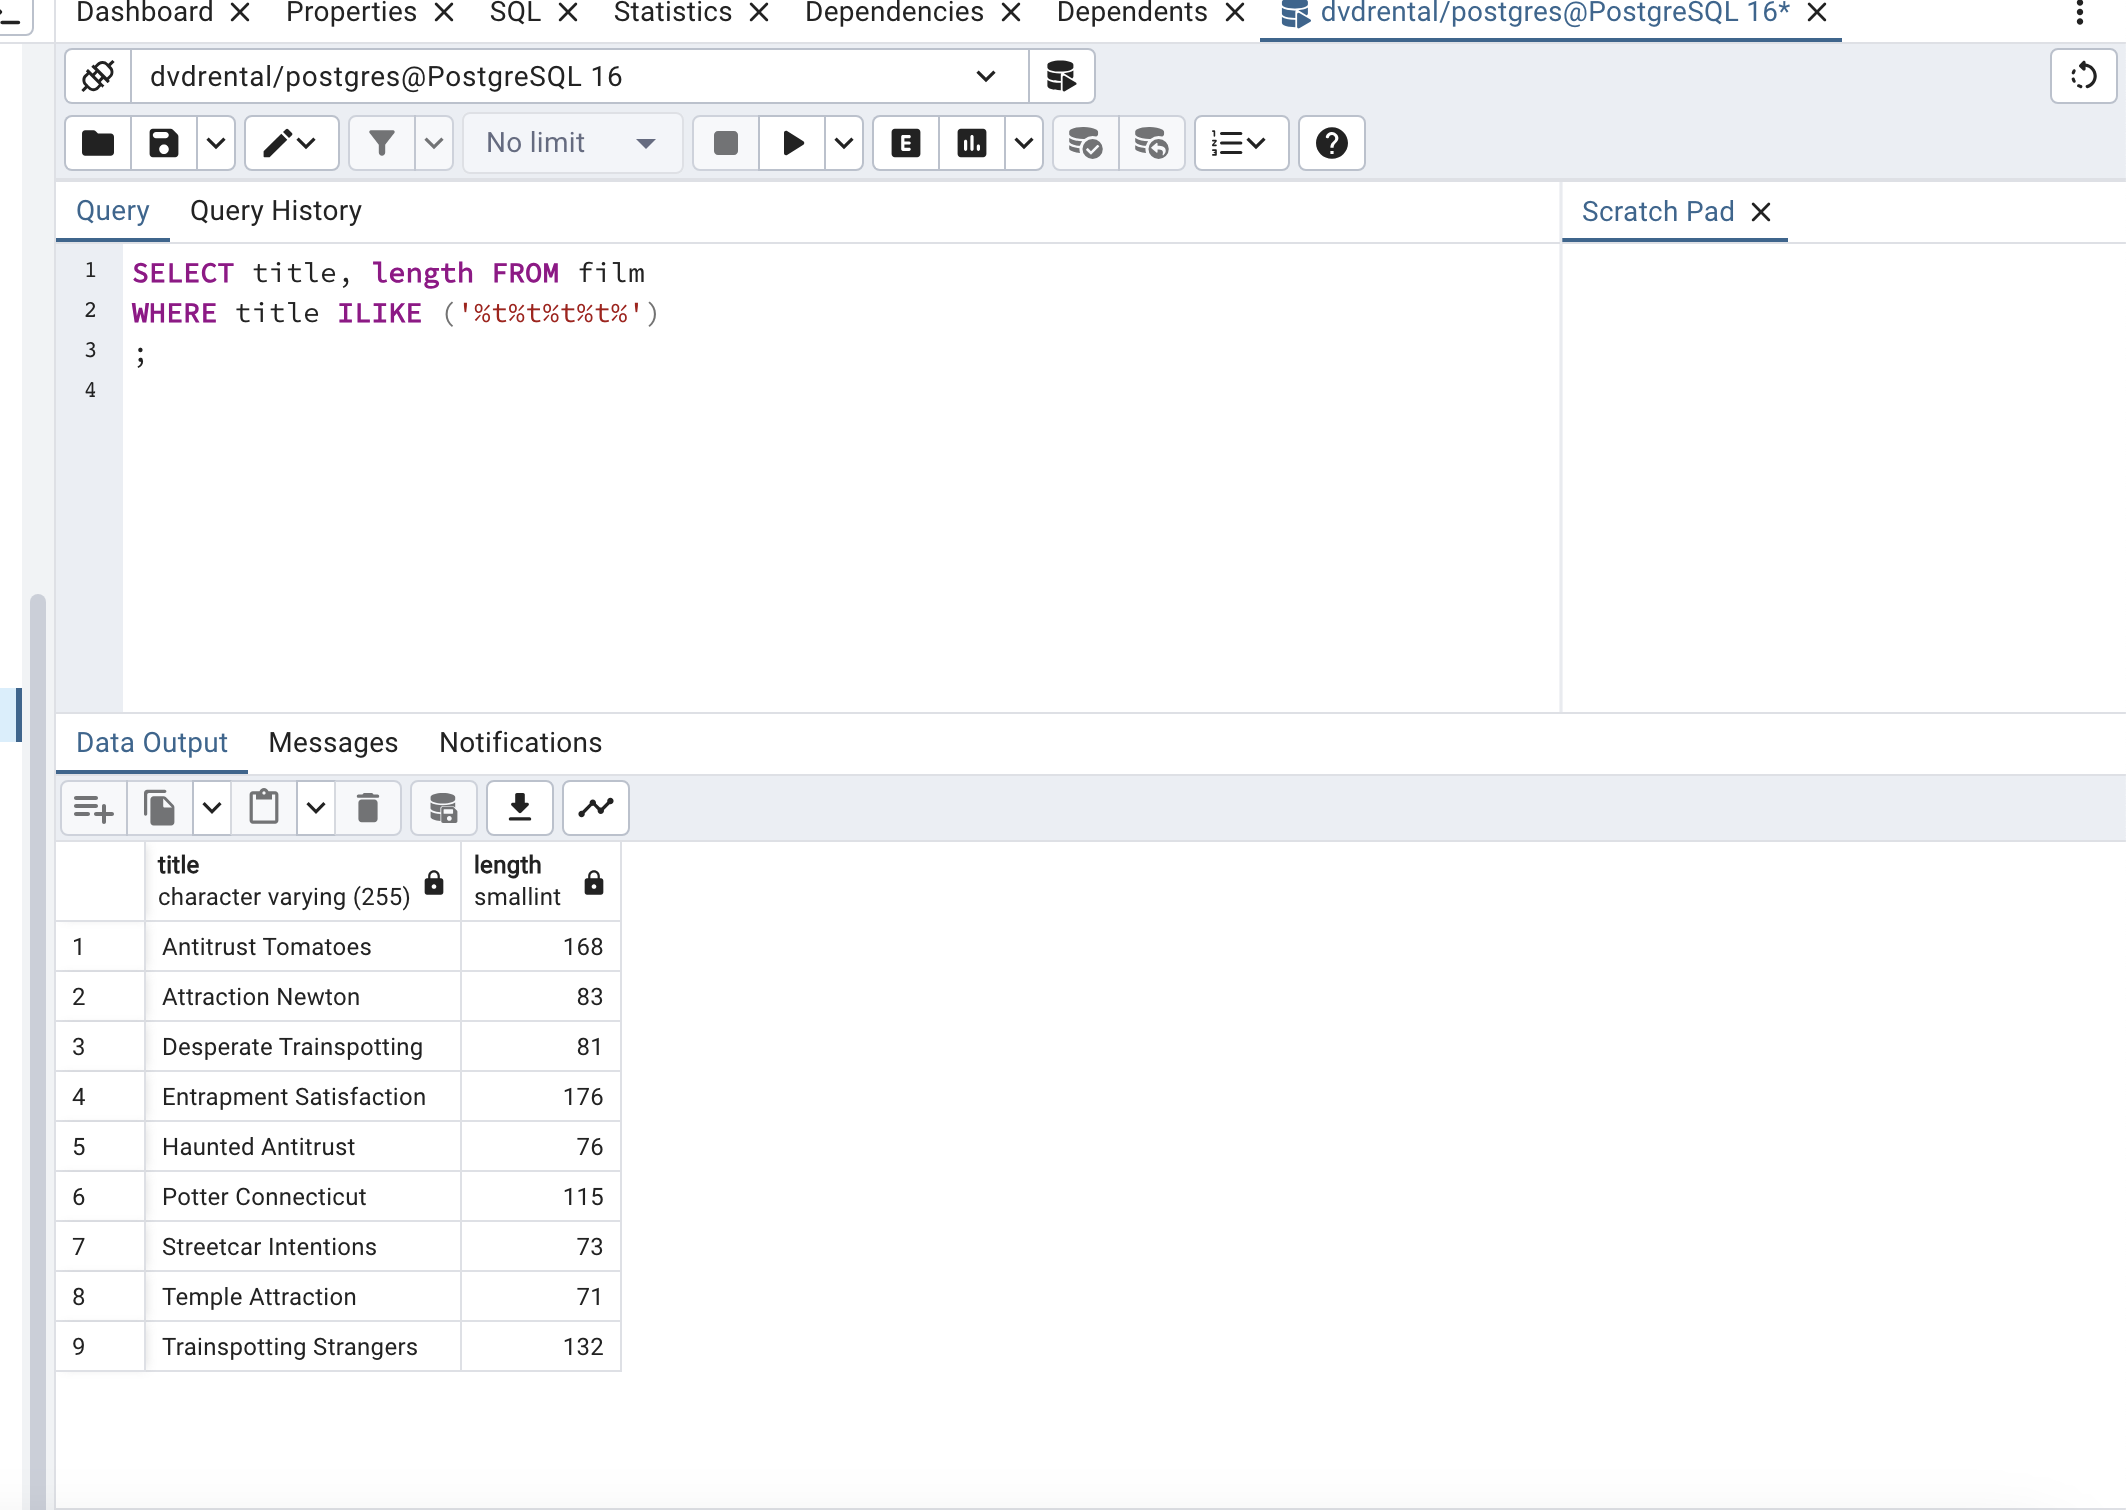 Dashboard Properties SQL Statistics Dependencies Dependents dvdrental/postgres@PostgreSQL 16*
dvdrental/postgres@PostgreSQL 16
No limit E ?
Query Query History Scratch Pad
1 SELECT title, length FROM film
2 WHERE title ILIKE ('%t%t%t%t%')
3 ;
4
Data Output Messages Notifications
title length
character varying (255) smallint
1 Antitrust Tomatoes 168
2 Attraction Newton 83
3 Desperate Trainspotting 81
4 Entrapment Satisfaction 176
5 Haunted Antitrust 76
6 Potter Connecticut 115
7 Streetcar Intentions 73
8 Temple Attraction 71
9 Trainspotting Strangers 132